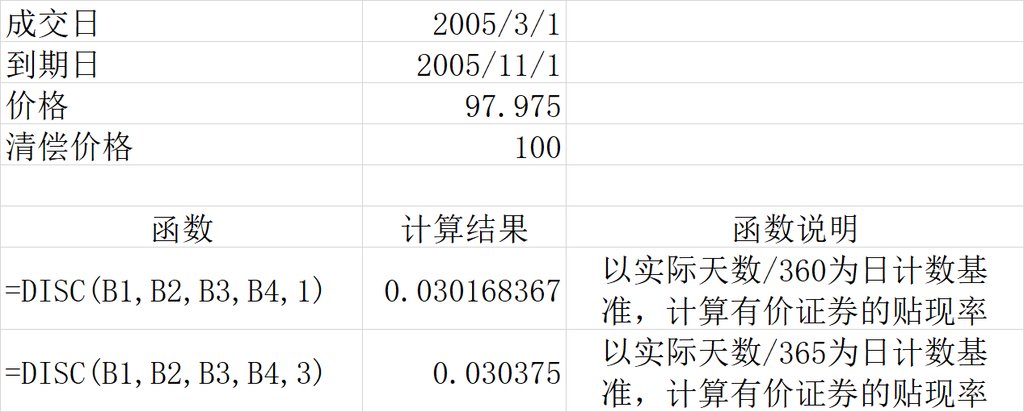 成交日 2005/3/1
到期日 2005/11/1
价格 97.975
清偿价格 100
函数 计算结果 函数说明
=DISC(B1,B2,B3,B4,1) 0.030168367 以实际天数/360为日计数基
准，计算有价证券的贴现率
=DISC(B1,B2,B3,B4,3) 0.030375 以实际天数/365为日计数基
准，计算有价证券的贴现率